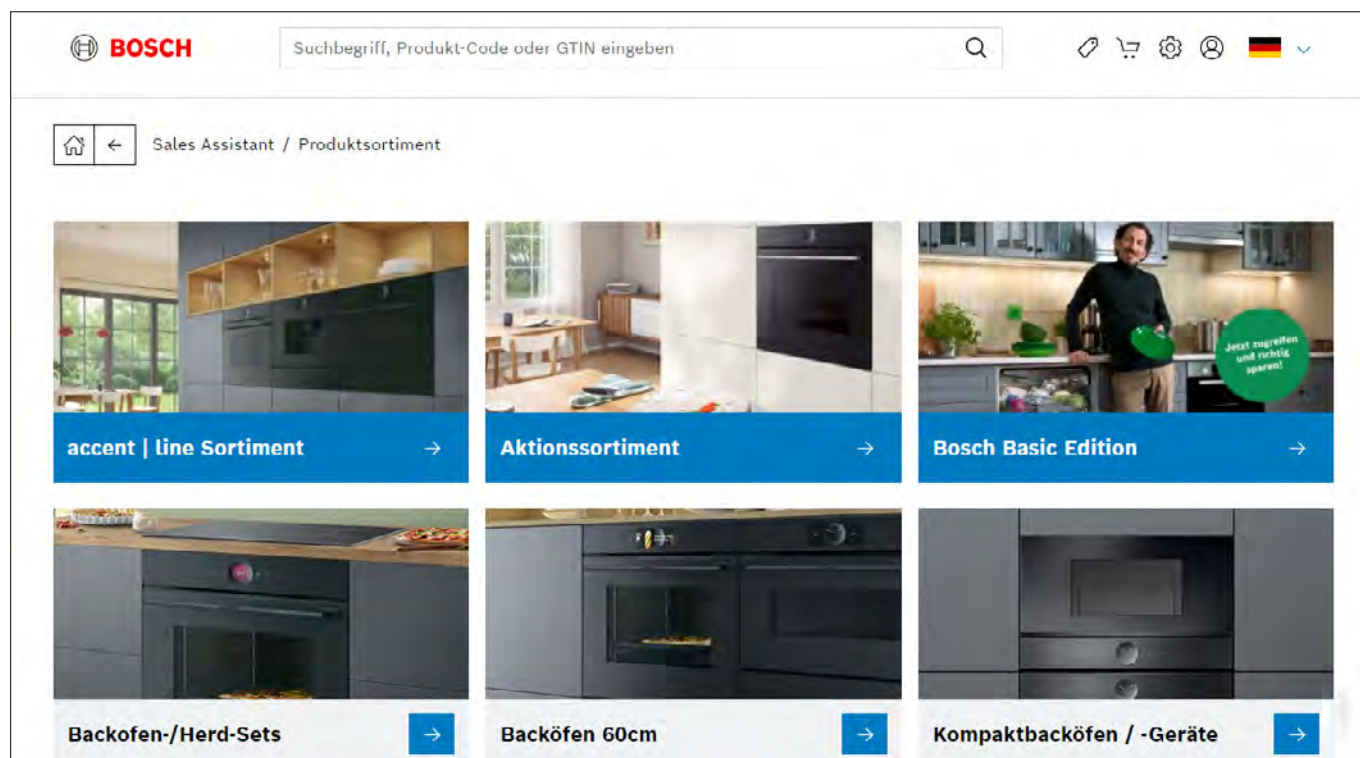 BOSCH
Suchbegriff, Produkt-Code oder GTIN eingeben
Sales Assistant / Produktsortiment
Jetzt zugreifen
und richtig
sparen!
accent | line Sortiment
Aktionssortiment
Bosch Basic Edition
Backofen-/Herd-Sets
Backöfen 60cm
Kompaktbacköfen / -Geräte